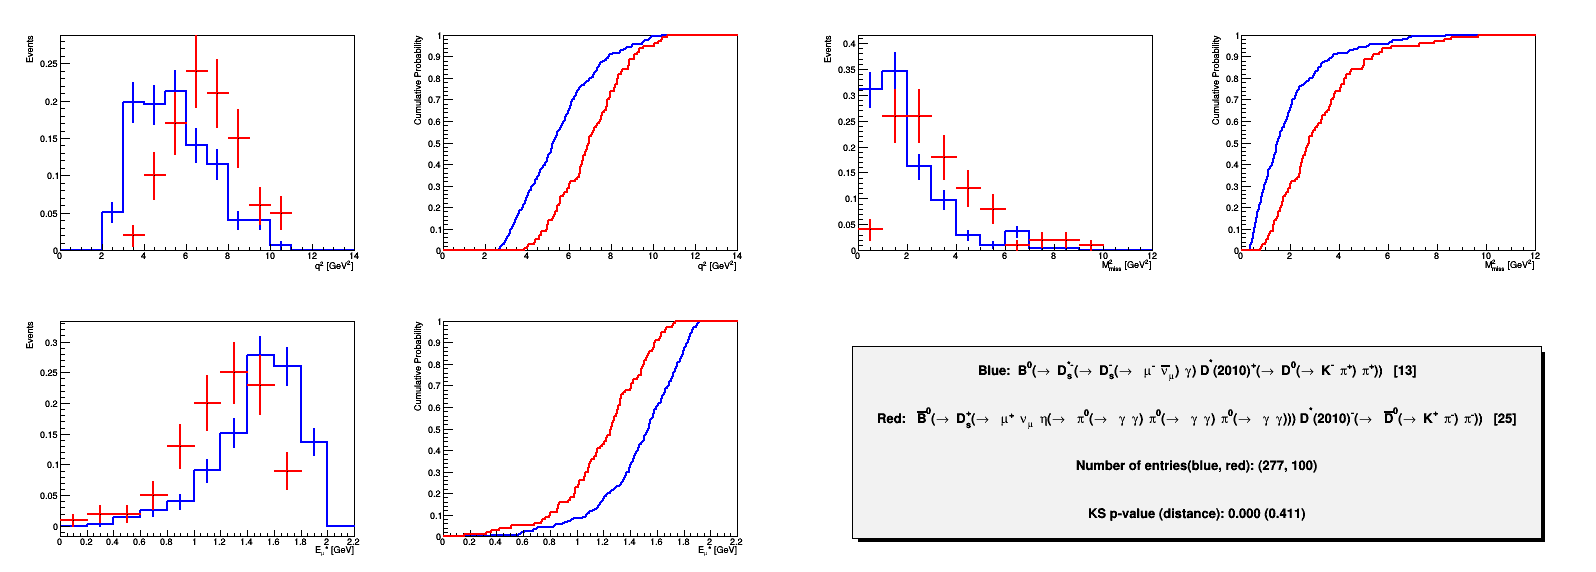 Events
0.25
0.2
0.15
0.1
0.05
0
0 2 4 6 8 10 12 14
q² [GeV²]
Cumulative Probability
1
0.9
0.8
0.7
0.6
0.5
0.4
0.3
0.2
0.1
0
0 2 4 6 8 10 12 14
q² [GeV²]
Events
0.4
0.35
0.3
0.25
0.2
0.15
0.1
0.05
0
0 2 4 6 8 10 12
M²miss [GeV²]
Cumulative Probability
1
0.9
0.8
0.7
0.6
0.5
0.4
0.3
0.2
0.1
0
0 2 4 6 8 10 12
M²miss [GeV²]
Events
0.3
0.25
0.2
0.15
0.1
0.05
0
0 0.2 0.4 0.6 0.8 1 1.2 1.4 1.6 1.8 2 2.2
Eμ* [GeV]
Cumulative Probability
1
0.9
0.8
0.7
0.6
0.5
0.4
0.3
0.2
0.1
0
0 0.2 0.4 0.6 0.8 1 1.2 1.4 1.6 1.8 2 2.2
Eμ* [GeV]
Blue: B⁰(→ Dₛ*⁻(→ Dₛ⁻(→ μ⁻ ν̅μ) γ) D*(2010)⁺(→ D⁰(→ K⁻ π⁺) π⁺)) [13]
Red: B̅⁰(→ Dₛ⁺(→ μ⁺ νμ η(→ π⁰(→ γ γ) π⁰(→ γ γ) π⁰(→ γ γ))) D*(2010)⁻(→ D̅⁰(→ K⁺ π⁻) π⁻)) [25]
Number of entries(blue, red): (277, 100)
KS p-value (distance): 0.000 (0.411)